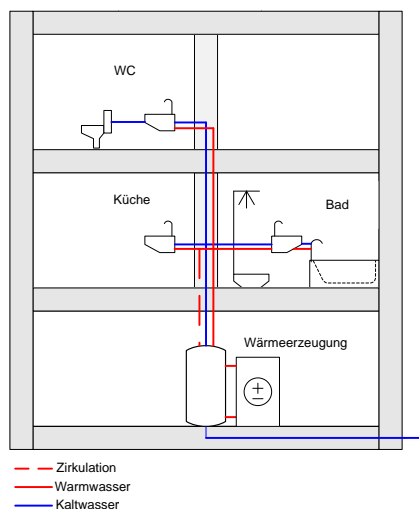 WC
Küche
Bad
Wärmeerzeugung
Zirkulation
Warmwasser
Kaltwasser